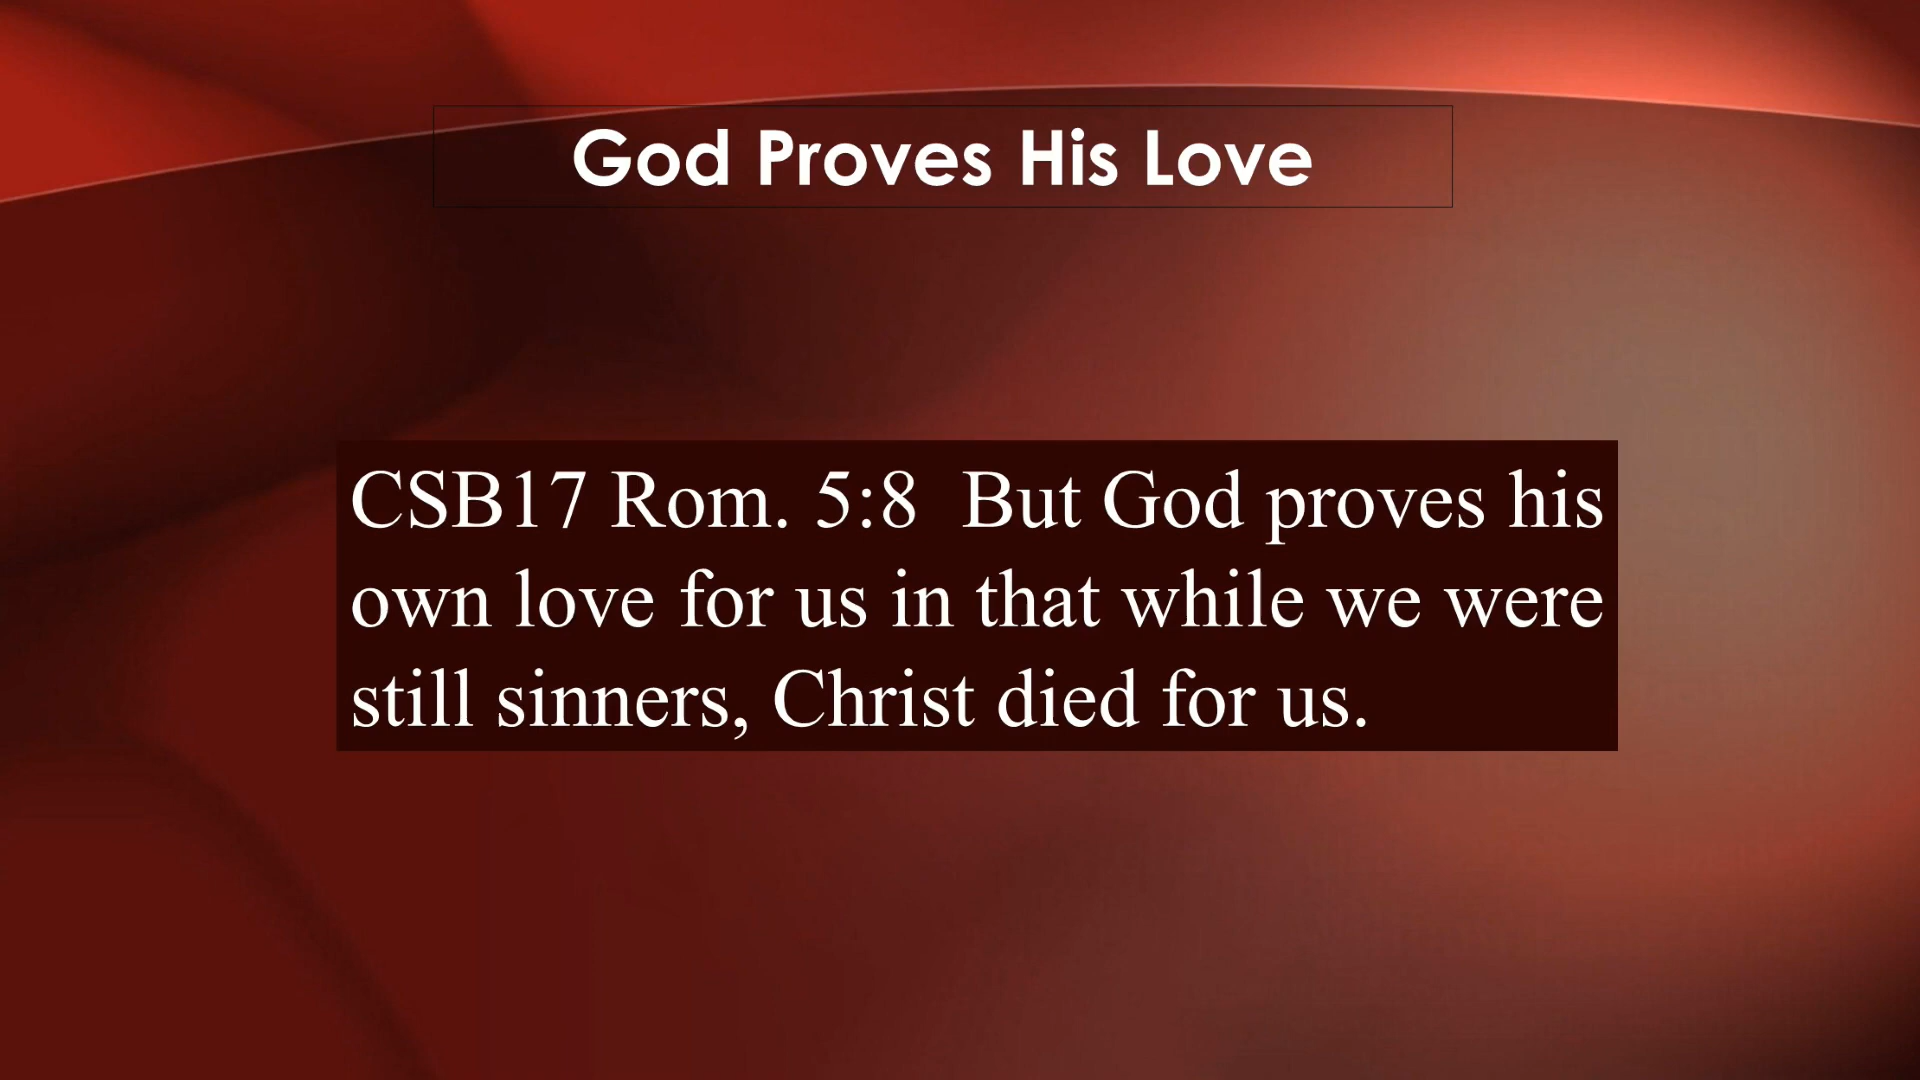 God Proves His Love
CSB17 Rom. 5:8  But God proves his
own love for us in that while we were
still sinners, Christ died for us.